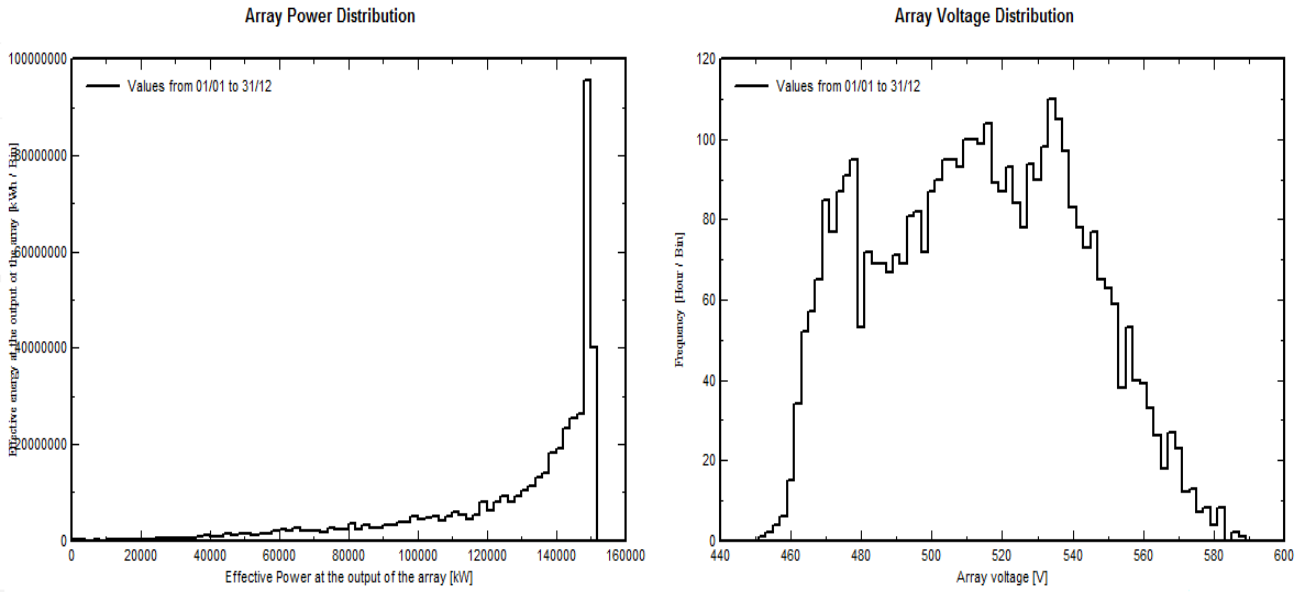 Array Power Distribution
Values from 01/01 to 31/12
Effective energy at the output of the array [kWh / Bin]
100000000
80000000
60000000
40000000
20000000
0
0 20000 40000 60000 80000 100000 120000 140000 160000
Effective Power at the output of the array [kW]
Array Voltage Distribution
Values from 01/01 to 31/12
Frequency [Hour / Bin]
120
100
80
60
40
20
0
440 460 480 500 520 540 560 580 600
Array voltage [V]